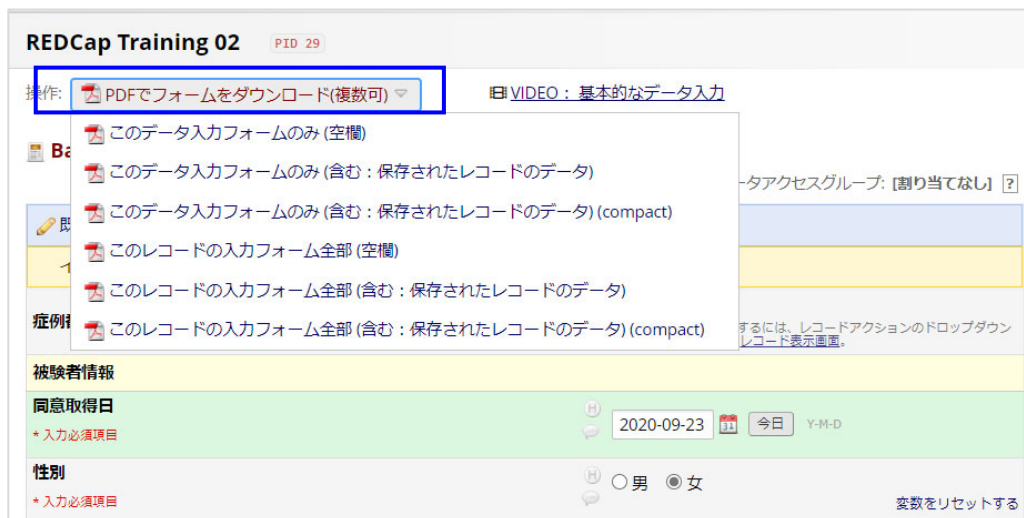 REDCap Training 02 PID 29
操作: PDFでフォームをダウンロード(複数可) VIDEO： 基本的なデータ入力
このデータ入力フォームのみ (空欄)
Ba
このデータ入力フォームのみ (含む：保存されたレコードのデータ)
ータアクセスグループ: [割り当てなし] ?
このデータ入力フォームのみ (含む：保存されたレコードのデータ) (compact)
既
このレコードの入力フォーム全部 (空欄)
イ
このレコードの入力フォーム全部 (含む：保存されたレコードのデータ)
このレコードの入力フォーム全部 (含む：保存されたレコードのデータ) (compact)
症例 するには、レコードアクションのドロップダウン
レコード表示画面。
被験者情報
同意取得日
* 入力必須項目
H 2020-09-23 31 今日 Y-M-D
性別
* 入力必須項目
H 男 女
変数をリセットする